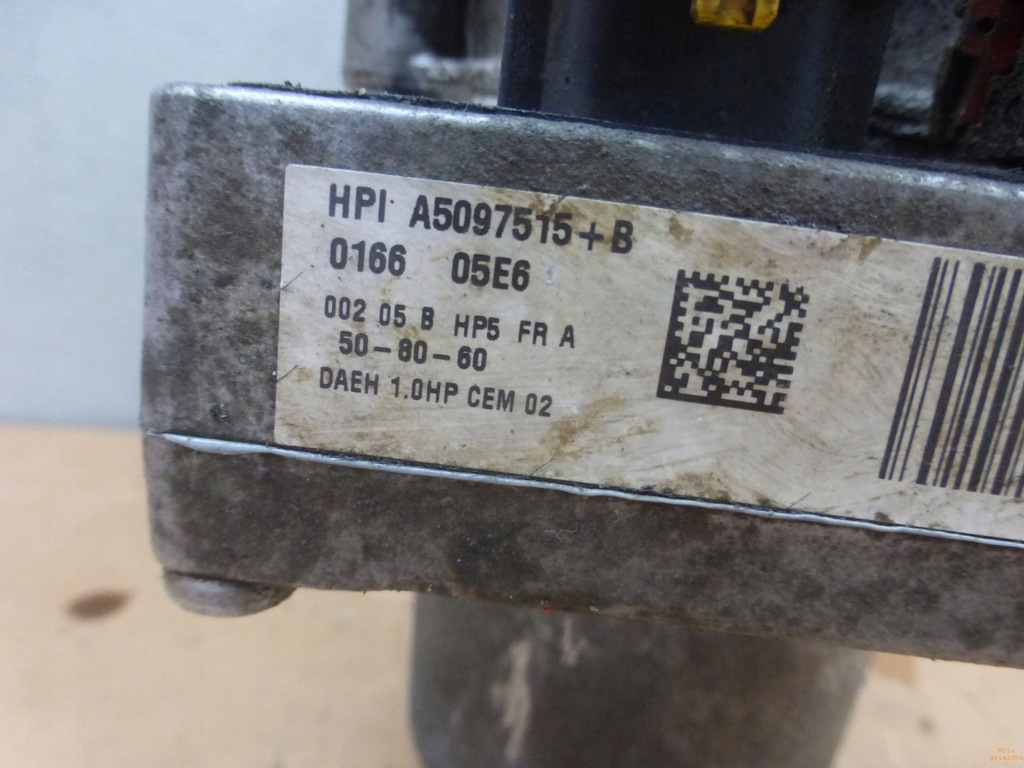 HPI A5097515+B
0166 05E6
002 05 B HP5 FR A
50-80-60
DAEH 1.0HP CEM 02